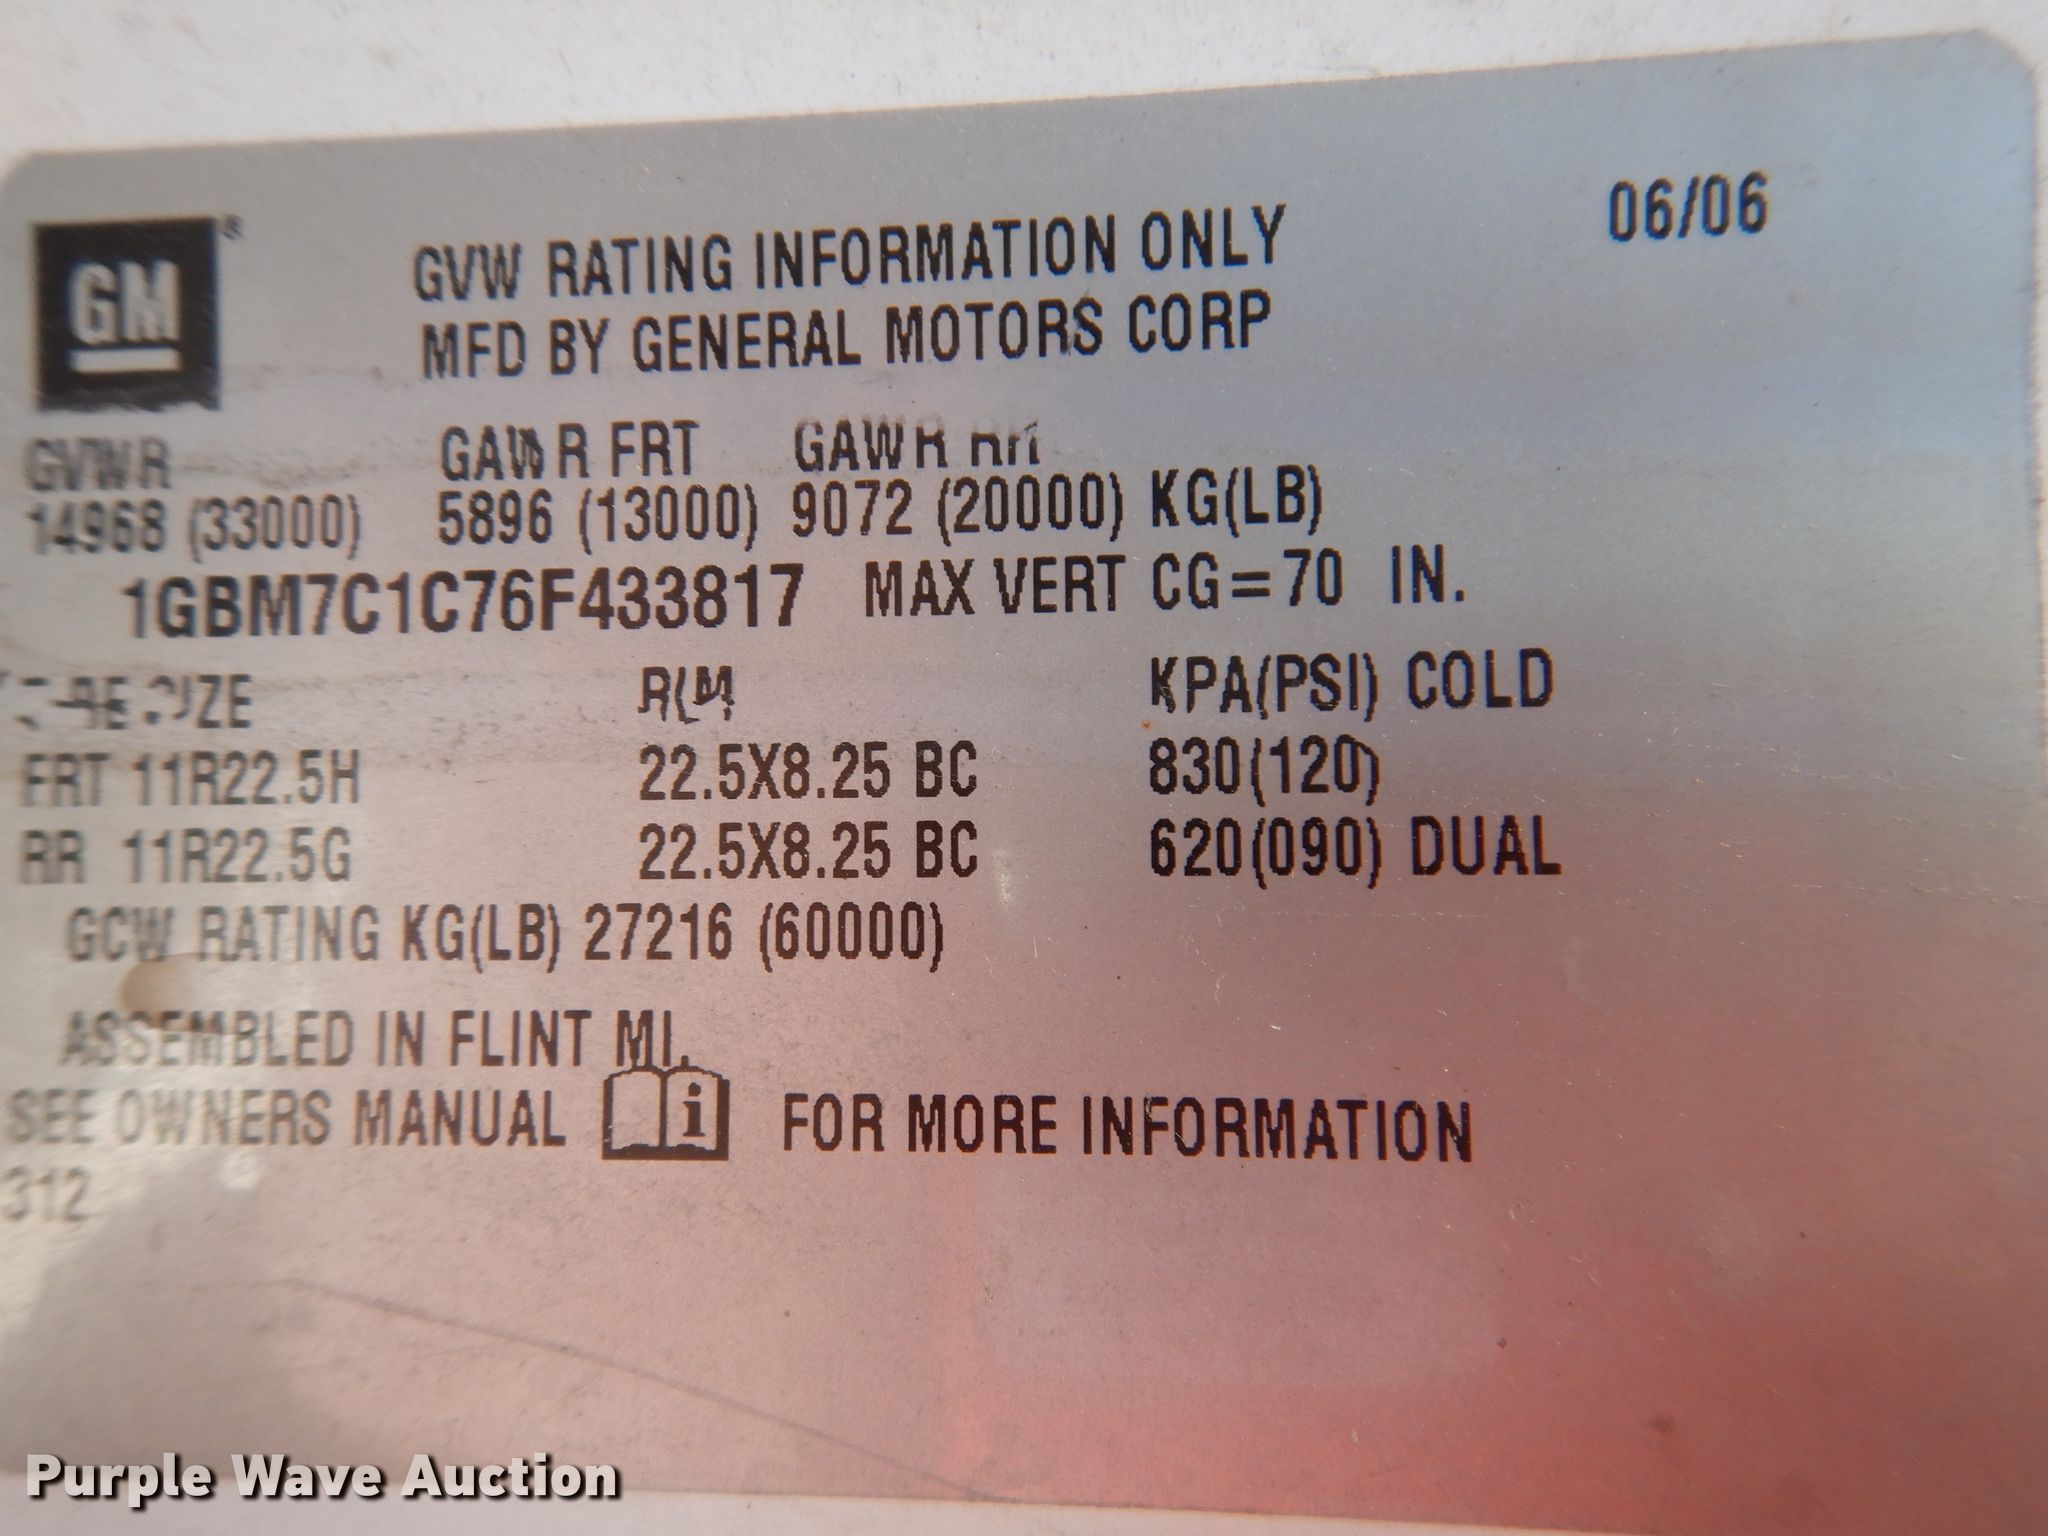 06/06
GM®
GVW RATING INFORMATION ONLY
MFD BY GENERAL MOTORS CORP
GVWR GAWR FRT GAWR RR
14968 (33000) 5896 (13000) 9072 (20000) KG(LB)
1GBM7C1C76F433817 MAX VERT CG=70 IN.
SIZE RIM KPA(PSI) COLD
FRT 11R22.5H 22.5X8.25 BC 830(120)
RR 11R22.5G 22.5X8.25 BC 620(090) DUAL
GCW RATING KG(LB) 27216 (60000)
ASSEMBLED IN FLINT MI.
SEE OWNERS MANUAL i FOR MORE INFORMATION
312
Purple Wave Auction